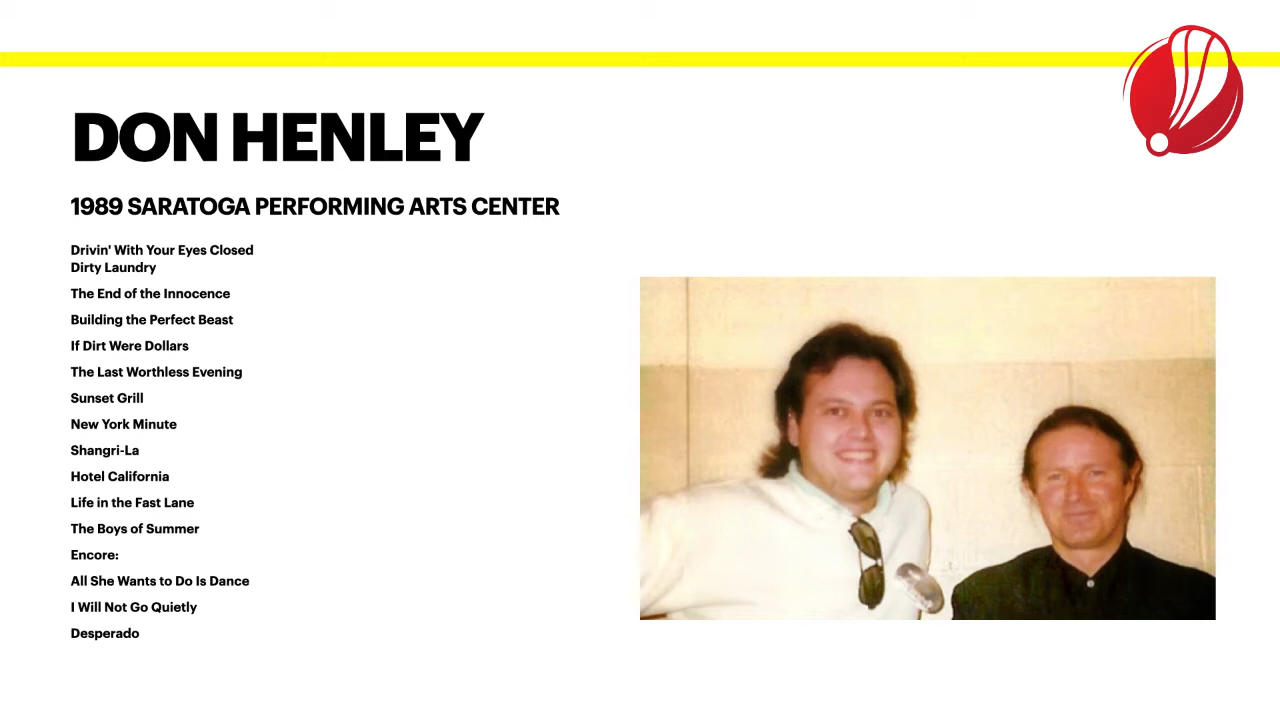 DON HENLEY
1989 SARATOGA PERFORMING ARTS CENTER
Drivin' With Your Eyes Closed
Dirty Laundry
The End of the Innocence
Building the Perfect Beast
If Dirt Were Dollars
The Last Worthless Evening
Sunset Grill
New York Minute
Shangri-La
Hotel California
Life in the Fast Lane
The Boys of Summer
Encore:
All She Wants to Do Is Dance
I Will Not Go Quietly
Desperado